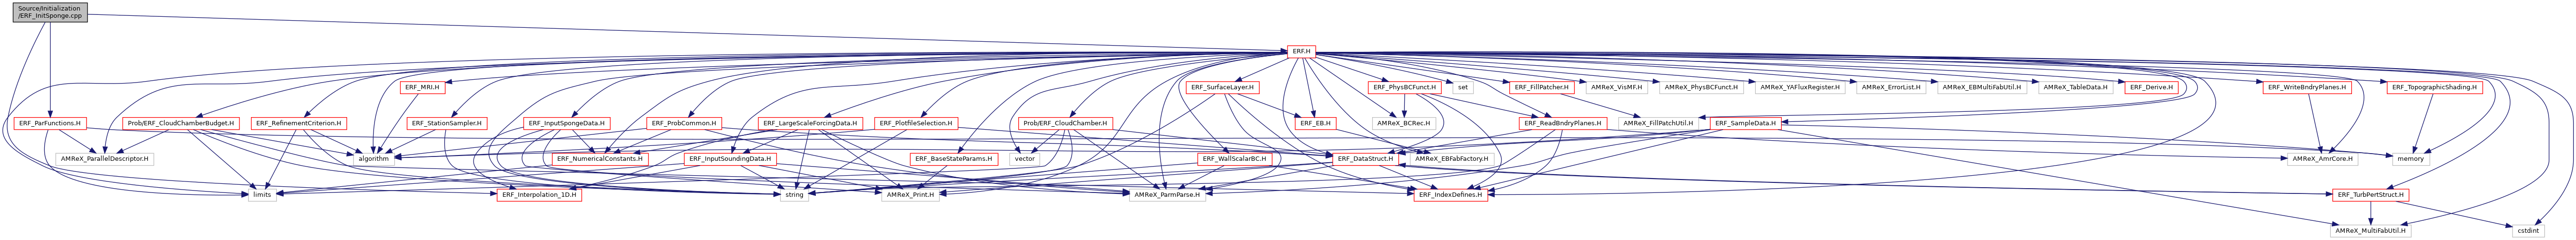 Source/Initialization
/ERF_InitSponge.cpp
ERF.H
ERF_MRI.H
ERF_SurfaceLayer.H
ERF_PhysBCFunct.H
set
ERF_FillPatcher.H
AMReX_VisMF.H
AMReX_PhysBCFunct.H
AMReX_YAFluxRegister.H
AMReX_ErrorList.H
AMReX_EBMultiFabUtil.H
AMReX_TableData.H
ERF_Derive.H
ERF_WriteBndryPlanes.H
ERF_TopographicShading.H
ERF_ParFunctions.H
Prob/ERF_CloudChamberBudget.H
ERF_RefinementCriterion.H
ERF_StationSampler.H
ERF_InputSpongeData.H
ERF_ProbCommon.H
ERF_LargeScaleForcingData.H
ERF_PlotfileSelection.H
Prob/ERF_CloudChamber.H
ERF_EB.H
AMReX_BCRec.H
ERF_ReadBndryPlanes.H
AMReX_FillPatchUtil.H
ERF_SampleData.H
AMReX_ParallelDescriptor.H
algorithm
ERF_NumericalConstants.H
ERF_InputSoundingData.H
ERF_BaseStateParams.H
vector
ERF_WallScalarBC.H
ERF_DataStruct.H
AMReX_EBFabFactory.H
AMReX_AmrCore.H
memory
limits
ERF_Interpolation_1D.H
string
AMReX_Print.H
AMReX_ParmParse.H
ERF_IndexDefines.H
ERF_TurbPertStruct.H
AMReX_MultiFabUtil.H
cstdint